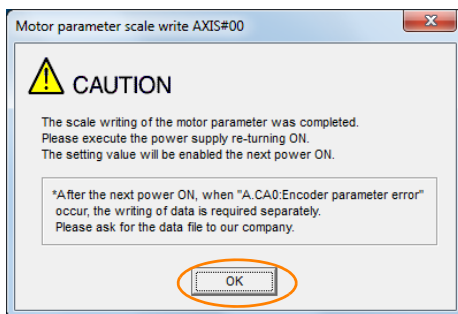 Motor parameter scale write AXIS#00
CAUTION
The scale writing of the motor parameter was completed.
Please execute the power supply re-turning ON.
The setting value will be enabled the next power ON.
*After the next power ON, when "A.CA0:Encoder parameter error"
occur, the writing of data is required separately.
Please ask for the data file to our company.
OK